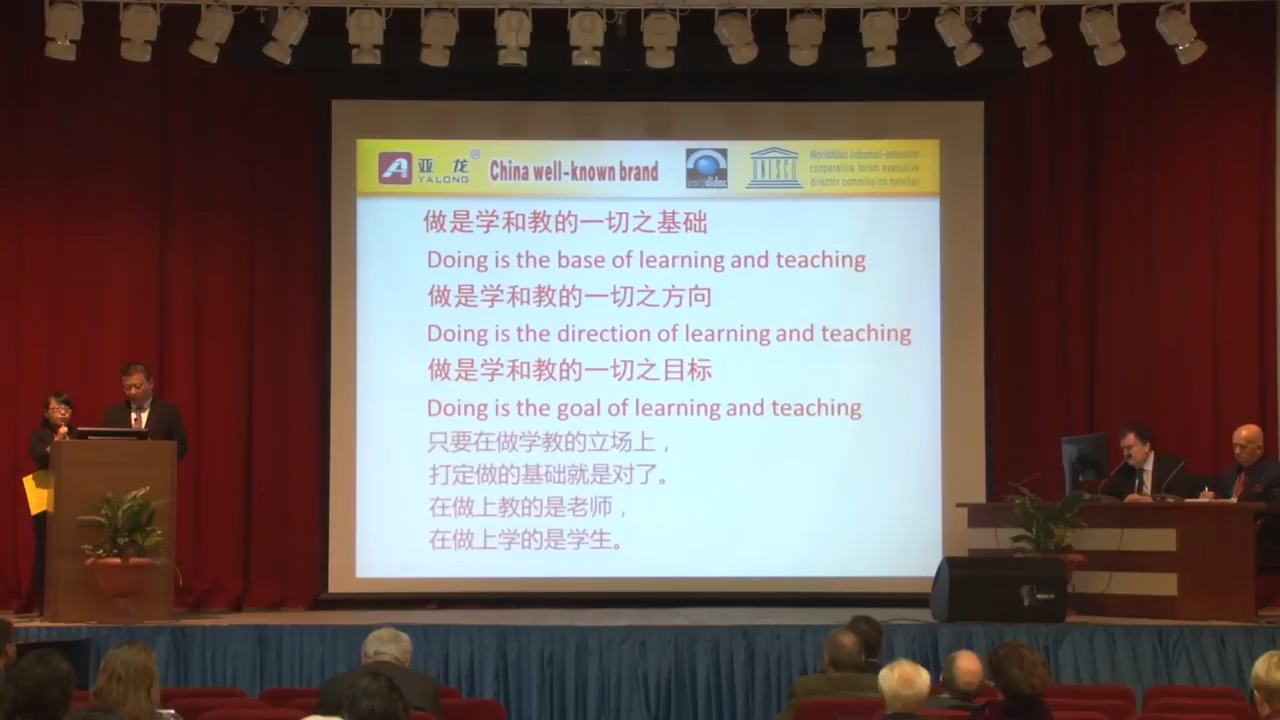 亚龙®
YALONG
China well-known brand
worlddidac
UNESCO
Worlddidac industrial-education
cooperative forum executive
director commission member
做是学和教的一切之基础
Doing is the base of learning and teaching
做是学和教的一切之方向
Doing is the direction of learning and teaching
做是学和教的一切之目标
Doing is the goal of learning and teaching
只要在做学教的立场上，
打定做的基础就是对了。
在做上教的是老师，
在做上学的是学生。